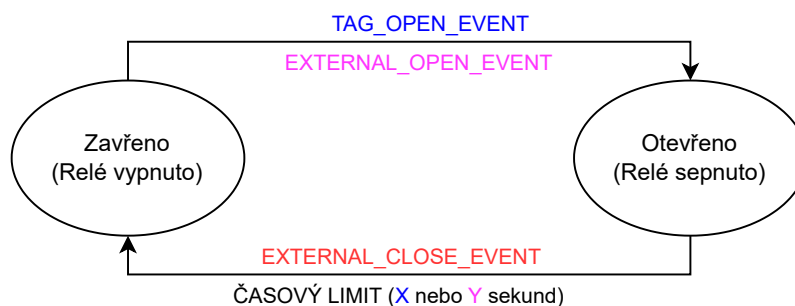 TAG_OPEN_EVENT
EXTERNAL_OPEN_EVENT
Zavřeno
(Relé vypnuto)
Otevřeno
(Relé sepnuto)
EXTERNAL_CLOSE_EVENT
ČASOVÝ LIMIT (X nebo Y sekund)